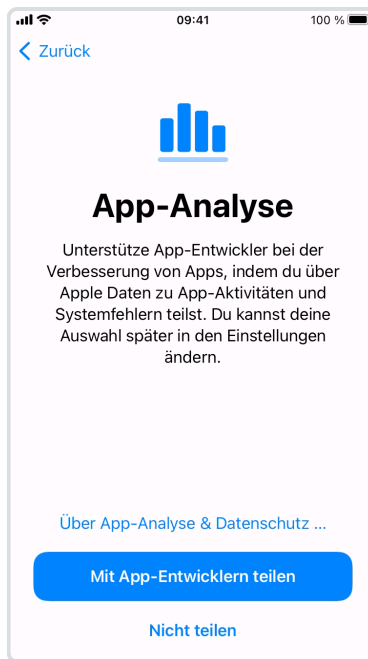 09:41
100 %
Zurück
App-Analyse
Unterstütze App-Entwickler bei der
Verbesserung von Apps, indem du über
Apple Daten zu App-Aktivitäten und
Systemfehlern teilst. Du kannst deine
Auswahl später in den Einstellungen
ändern.
Über App-Analyse & Datenschutz ...
Mit App-Entwicklern teilen
Nicht teilen